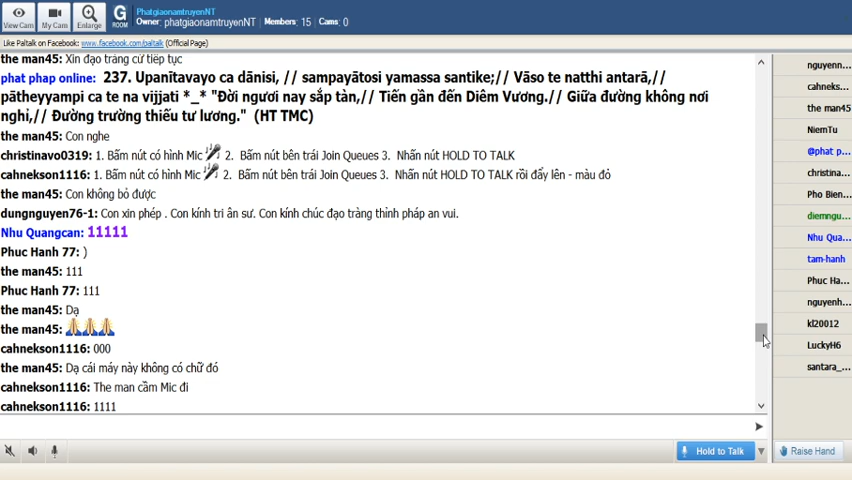 View Cam
My Cam
Enlarge
G
ROOM
PhatgiaonamtruyenNT
Owner: phatgiaonamtruyenNT Members: 15 Cams: 0
Like Paltalk on Facebook: www.facebook.com/paltalk (Official Page)
the man45: Xin đạo tràng cứ tiếp tục
phat phap online: 237. Upanītavayo ca dānisi, // sampayātosi yamassa santike;// Vāso te natthi antarā,//
pātheyyampi ca te na vijjati *_* "Đời ngươi nay sắp tàn,// Tiến gần đến Diêm Vương.// Giữa đường không nơi
nghỉ,// Đường trường thiếu tư lương." (HT TMC)
the man45: Con nghe
christinavo0319: 1. Bấm nút có hình Mic 2. Bấm nút bên trái Join Queues 3. Nhấn nút HOLD TO TALK
cahnekson1116: 1. Bấm nút có hình Mic 2. Bấm nút bên trái Join Queues 3. Nhấn nút HOLD TO TALK rồi đẩy lên - màu đỏ
the man45: Con không bỏ được
dungnguyen76-1: Con xin phép . Con kính tri ân sư. Con kính chúc đạo tràng thỉnh pháp an vui.
Nhu Quangcan: 11111
Phuc Hanh 77: )
the man45: 111
Phuc Hanh 77: 111
the man45: Dạ
the man45:
cahnekson1116: 000
the man45: Dạ cái máy này không có chữ đó
cahnekson1116: The man cầm Mic đi
cahnekson1116: 1111
Hold to Talk
Raise Hand
nguyenn...
cahneks...
the man45
NiemTu
@phat p...
christina...
Pho Bien...
diemngu...
Nhu Qua...
tam-hanh
Phuc Ha...
nguyenh...
kl20012
LuckyH6
santara_...